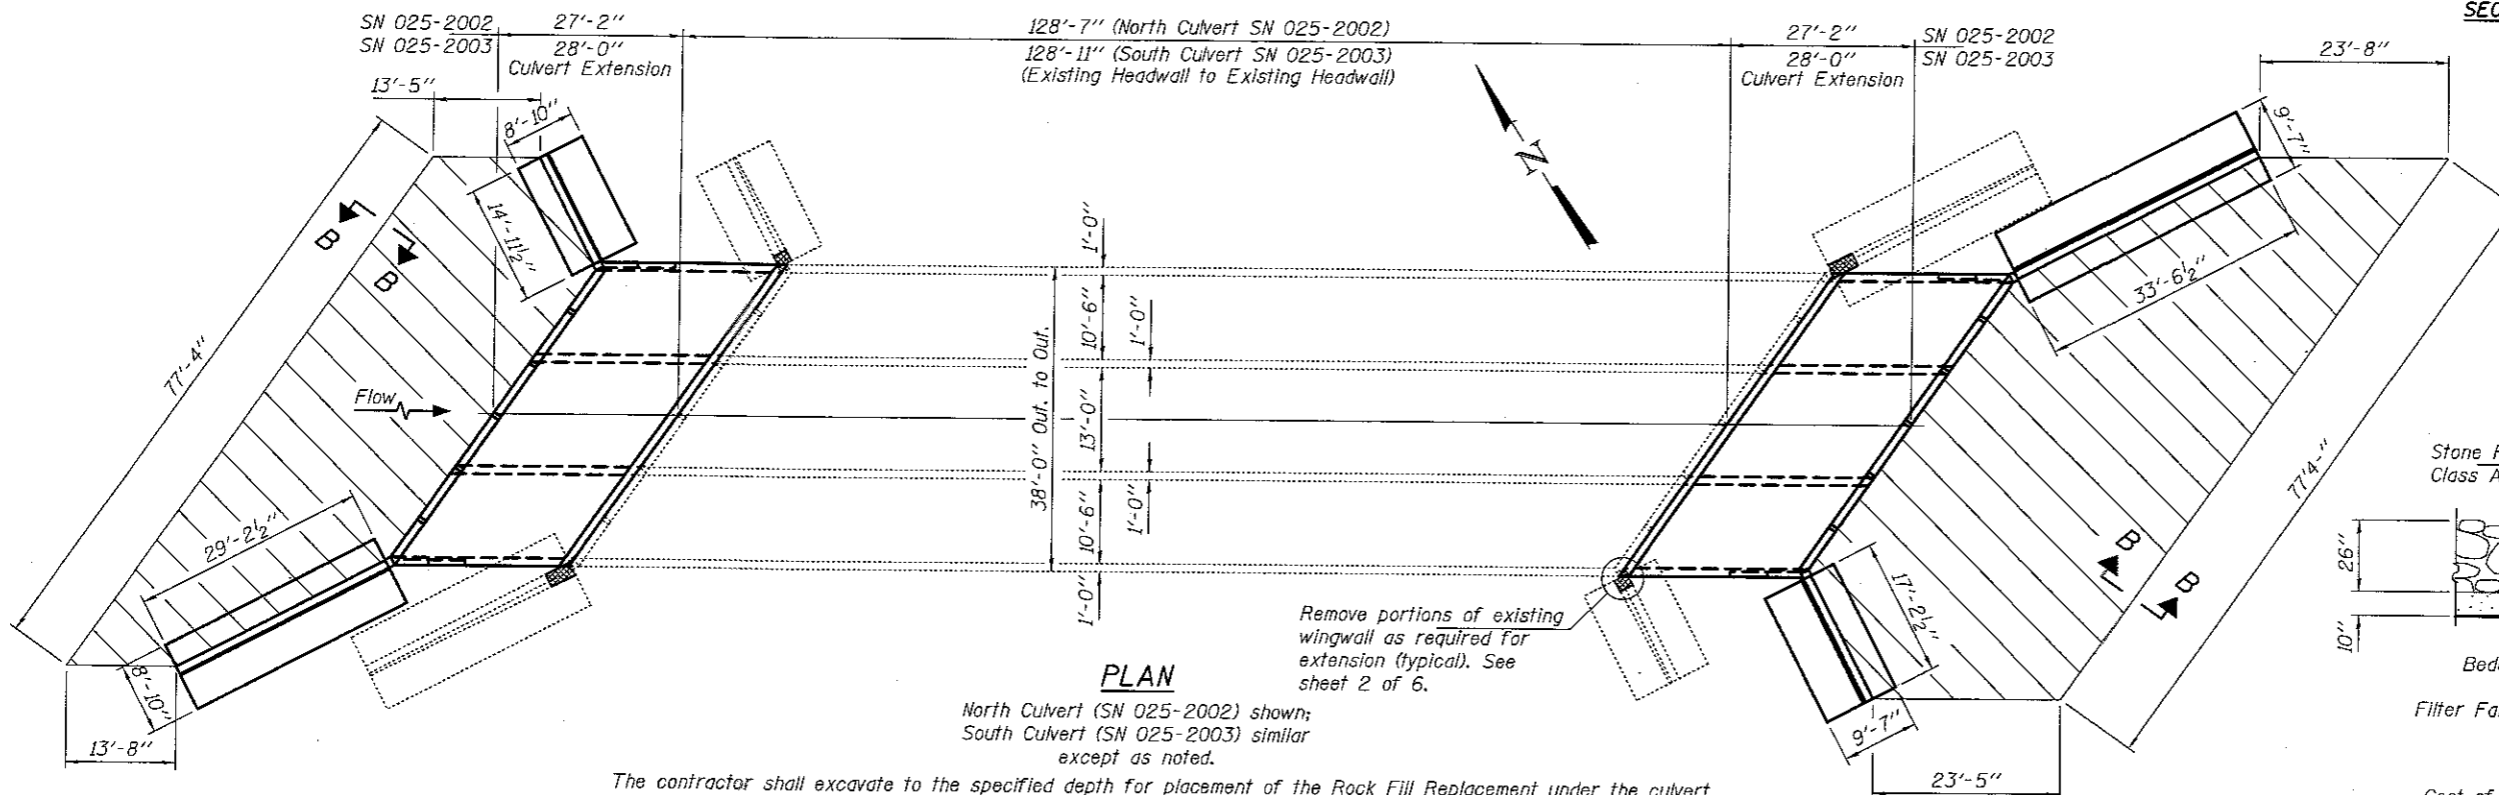 SEC
SN 025-2002
SN 025-2003
27'-2"
28'-0"
Culvert Extension
128'-7" (North Culvert SN 025-2002)
128'-11" (South Culvert SN 025-2003)
(Existing Headwall to Existing Headwall)
27'-2"
28'-0"
Culvert Extension
SN 025-2002
SN 025-2003
23'-8"
13'-5"
8'-10"
9'-7"
N
14'-11½"
B
B
77'-4"
Flow
29'-2½"
8'-10"
13'-8"
1'-0"
10'-6"
1'-0"
38'-0" Out. to Out.
13'-0"
10'-6"
1'-0"
1'-0"
33'-6½"
77'4-"
B
B
17'-2½"
9'-7"
23'-5"
Stone
Class A
26"
10"
Filter
Remove portions of existing
wingwall as required for
extension (typical). See
sheet 2 of 6.
PLAN
North Culvert (SN 025-2002) shown;
South Culvert (SN 025-2003) similar
except as noted.
The contractor shall excavate to the specified depth for placement of the Rock Fill Replacement under the culvert